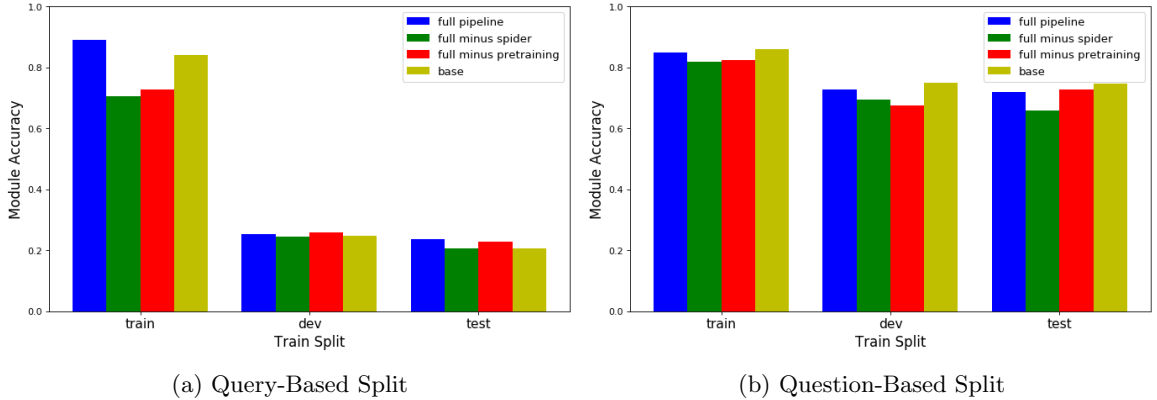 1.0
0.8
0.6
0.4
0.2
0.0
Module Accuracy
full pipeline
full minus spider
full minus pretraining
base
train
dev
test
Train Split
(a) Query-Based Split
1.0
0.8
0.6
0.4
0.2
0.0
Module Accuracy
full pipeline
full minus spider
full minus pretraining
base
train
dev
test
Train Split
(b) Question-Based Split